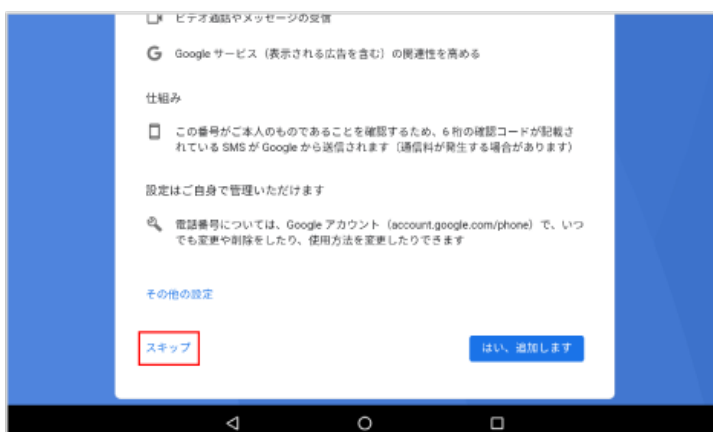 ビデオ通話やメッセージの受信
Google サービス（表示される広告を含む）の関連性を高める
仕組み
この番号がご本人のものであることを確認するため、6 桁の確認コードが記載さ
れている SMS が Google から送信されます（通信料が発生する場合があります）
設定はご自身で管理いただけます
電話番号については、Google アカウント（account.google.com/phone）で、いつ
でも変更や削除をしたり、使用方法を変更したりできます
その他の設定
スキップ
はい、追加します